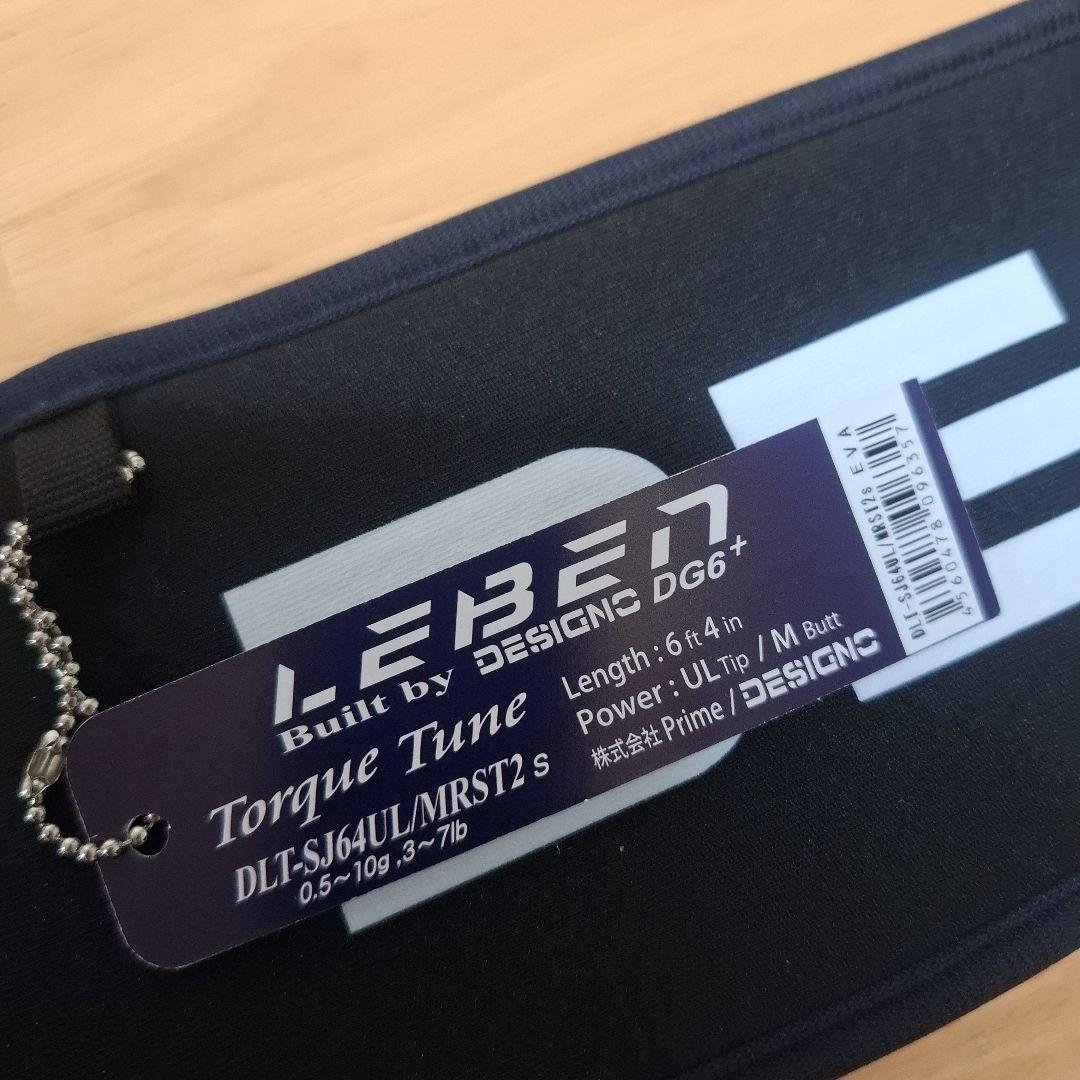 DE
LEBEN
Built by DESIGNO DG6+
Torque Tune
DLT-SJ64UL/MRST2 s
0.5~10g ,3~7lb
Length : 6 ft 4 in
Power : UL Tip / M Butt
株式会社 Prime / DESIGNO
DLT-SJ64UL/MRST2s EVA
4560478096357